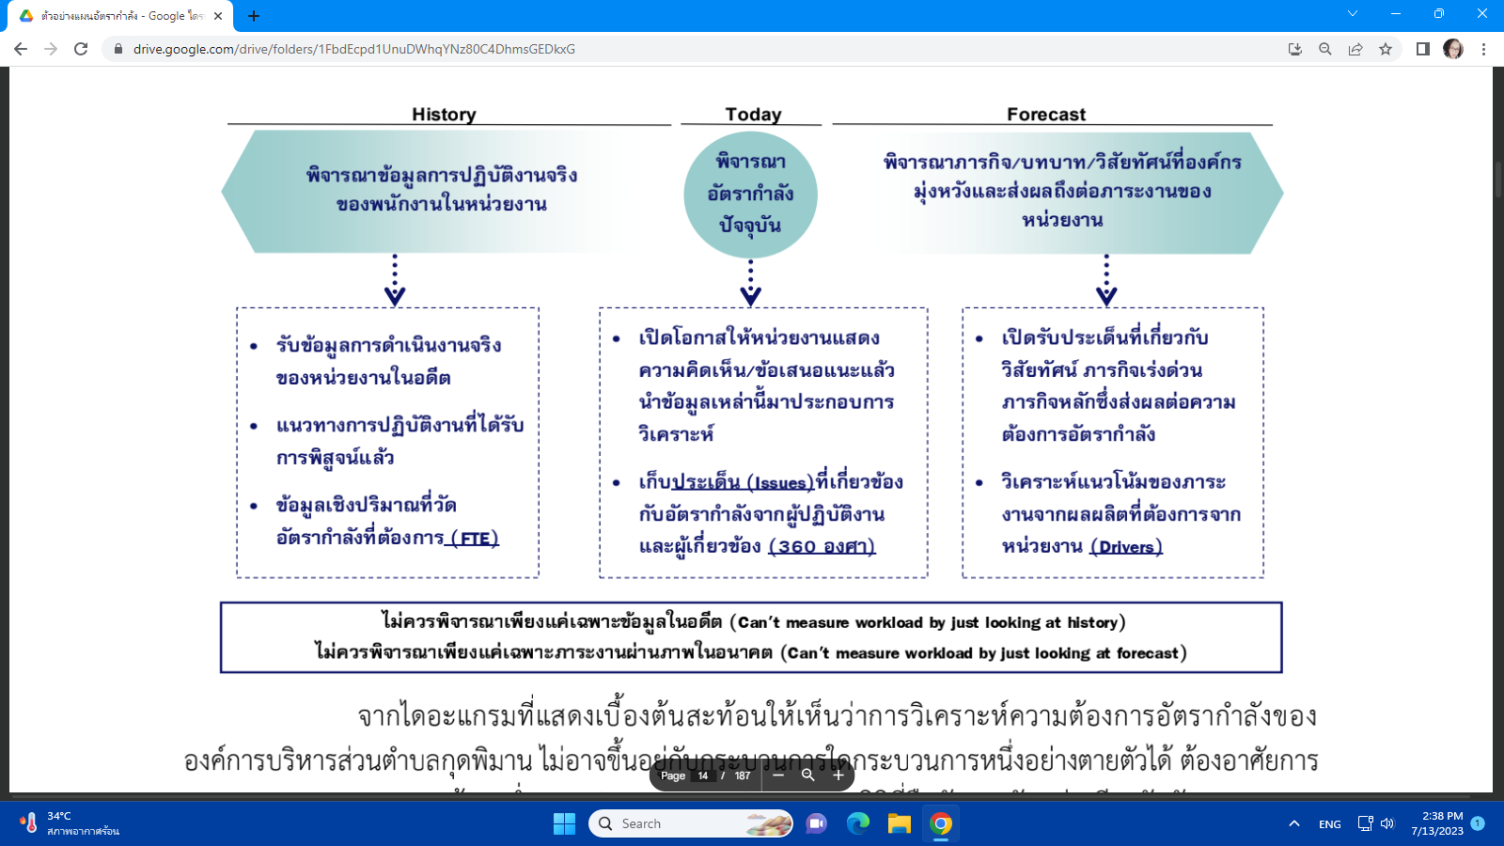 ตัวอย่างแผนอัตรากำลัง - Google ไดร
drive.google.com/drive/folders/1FbdEcpd1UnuDWhqYNz80C4DhmsGEDkxG
History
Today
Forecast
พิจารณาข้อมูลการปฏิบัติงานจริง
ของพนักงานในหน่วยงาน
พิจารณา
อัตรากำลัง
ปัจจุบัน
พิจารณาภารกิจ/บทบาท/วิสัยทัศน์ที่องค์กร
มุ่งหวังและส่งผลถึงต่อภาระงานของ
หน่วยงาน
• รับข้อมูลการดำเนินงานจริง
ของหน่วยงานในอดีต
• แนวทางการปฏิบัติงานที่ได้รับ
การพิสูจน์แล้ว
• ข้อมูลเชิงปริมาณที่วัด
อัตรากำลังที่ต้องการ (FTE)
• เปิดโอกาสให้หน่วยงานแสดง
ความคิดเห็น/ข้อเสนอแนะแล้ว
นำข้อมูลเหล่านี้มาประกอบการ
วิเคราะห์
• เก็บประเด็น (Issues)ที่เกี่ยวข้อง
กับอัตรากำลังจากผู้ปฏิบัติงาน
และผู้เกี่ยวข้อง (360 องศา)
• เปิดรับประเด็นที่เกี่ยวกับ
วิสัยทัศน์ ภารกิจเร่งด่วน
ภารกิจหลักซึ่งส่งผลต่อความ
ต้องการอัตรากำลัง
• วิเคราะห์แนวโน้มของภาระ
งานจากผลผลิตที่ต้องการจาก
หน่วยงาน (Drivers)
ไม่ควรพิจารณาเพียงแค่เฉพาะข้อมูลในอดีต (Can't measure workload by just looking at history)
ไม่ควรพิจารณาเพียงแค่เฉพาะภาระงานผ่านภาพในอนาคต (Can't measure workload by just looking at forecast)
จากไดอะแกรมที่แสดงเบื้องต้นสะท้อนให้เห็นว่าการวิเคราะห์ความต้องการอัตรากำลังของ
องค์การบริหารส่วนตำบลกุดพิมาน ไม่อาจขึ้นอยู่กับกระบวนการใดกระบวนการหนึ่งอย่างตายตัวได้ ต้องอาศัยการ
Page 14 / 187
34°C
สภาพอากาศร้อน
Search
ENG
2:38 PM
7/13/2023
1